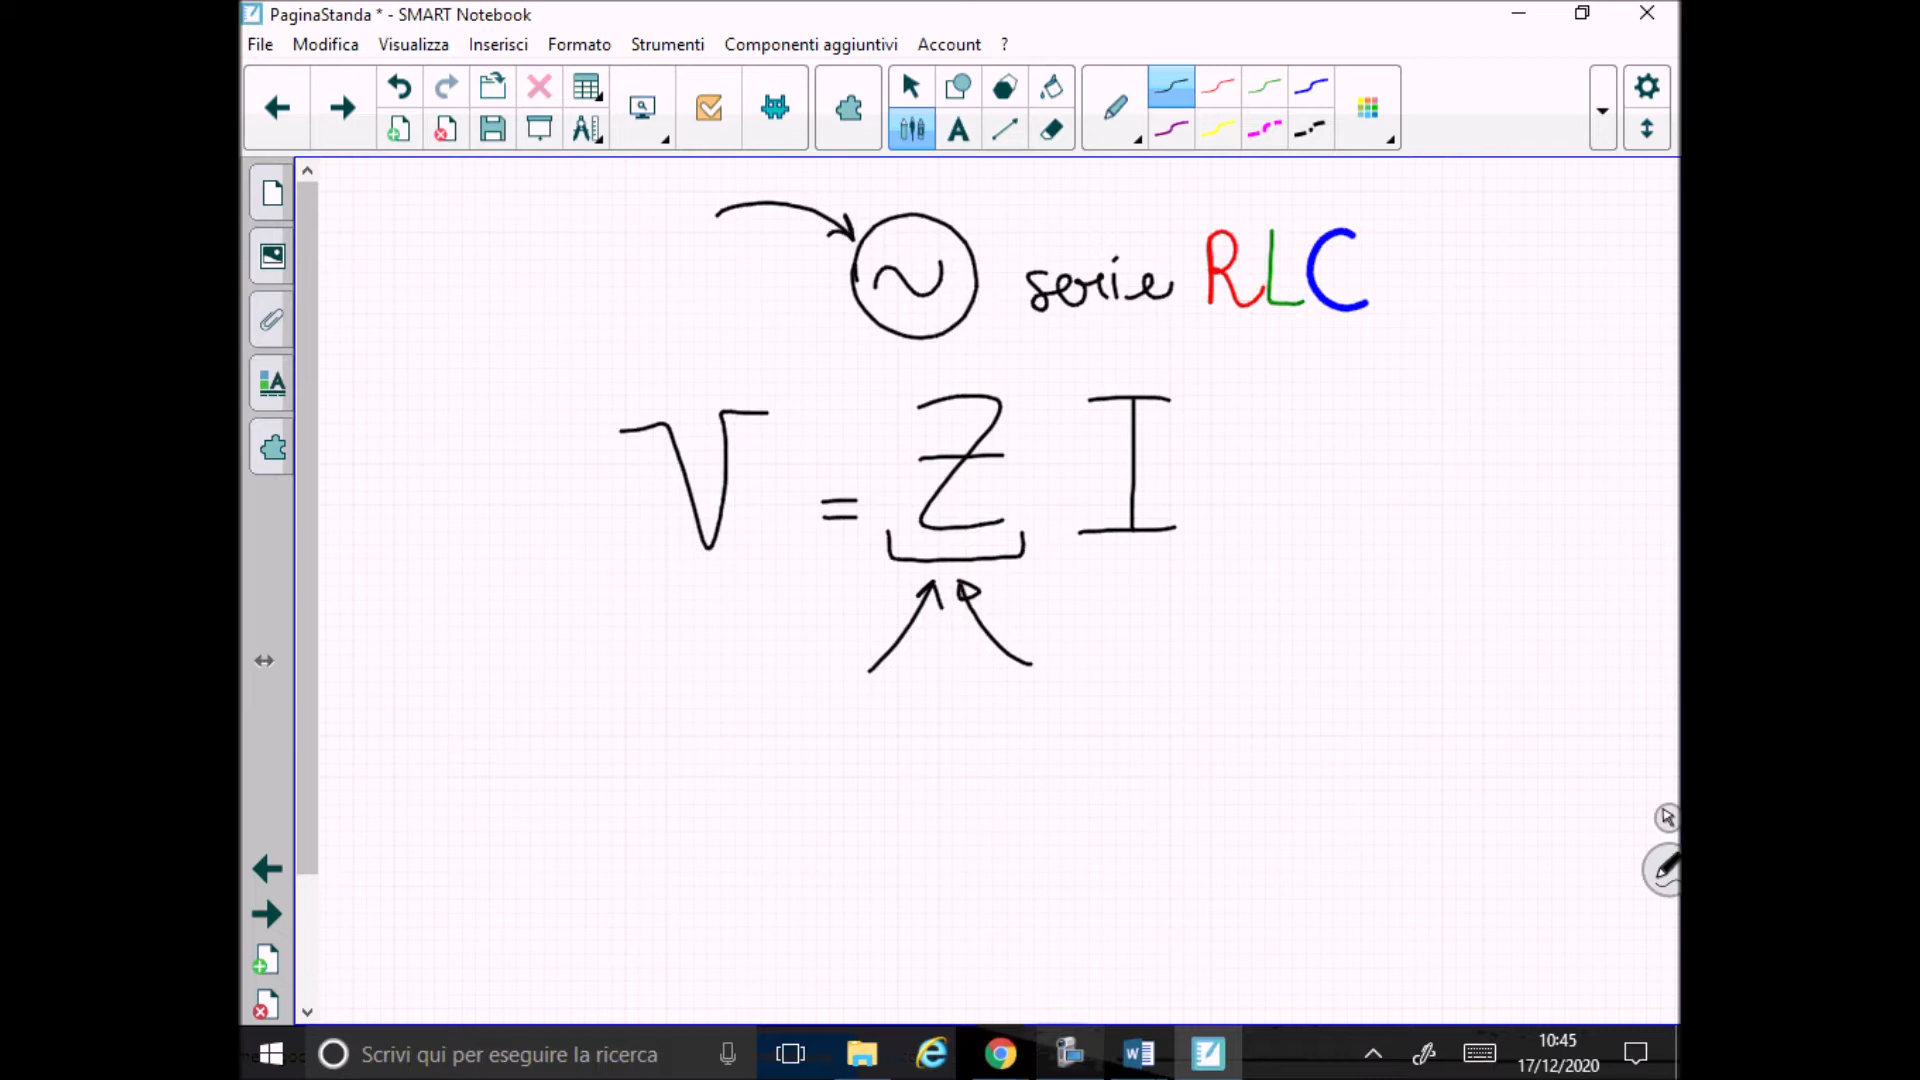 PaginaStanda * - SMART Notebook
File Modifica Visualizza Inserisci Formato Strumenti Componenti aggiuntivi Account ?
~ serie RLC
V = Z I
Scrivi qui per eseguire la ricerca
10:45
17/12/2020